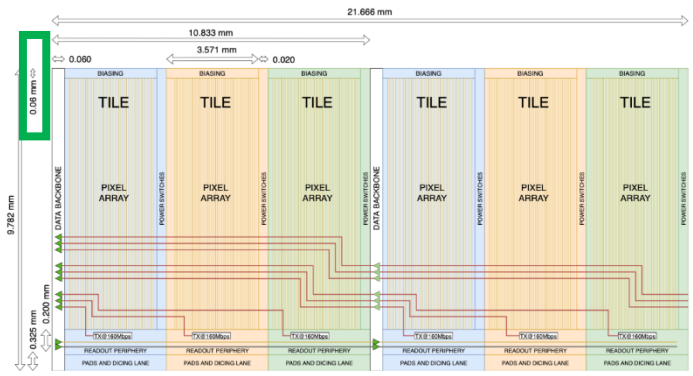 21.666 mm
10.833 mm
3.571 mm
0.060
0.020
0.06 mm
9.782 mm
0.200 mm
0.325 mm
BIASING
BIASING
BIASING
BIASING
BIASING
BIASING
TILE
TILE
TILE
TILE
TILE
TILE
DATA BACKBONE
PIXEL
ARRAY
POWER SWITCHES
PIXEL
ARRAY
POWER SWITCHES
PIXEL
ARRAY
POWER SWITCHES
DATA BACKBONE
PIXEL
ARRAY
POWER SWITCHES
PIXEL
ARRAY
POWER SWITCHES
PIXEL
ARRAY
POWER SWITCHES
TX@160Mbps
TX@160Mbps
TX@160Mbps
TX@160Mbps
TX@160Mbps
TX@160Mbps
READOUT PERIPHERY
READOUT PERIPHERY
READOUT PERIPHERY
READOUT PERIPHERY
READOUT PERIPHERY
READOUT PERIPHERY
PADS AND DICING LANE
PADS AND DICING LANE
PADS AND DICING LANE
PADS AND DICING LANE
PADS AND DICING LANE
PADS AND DICING LANE